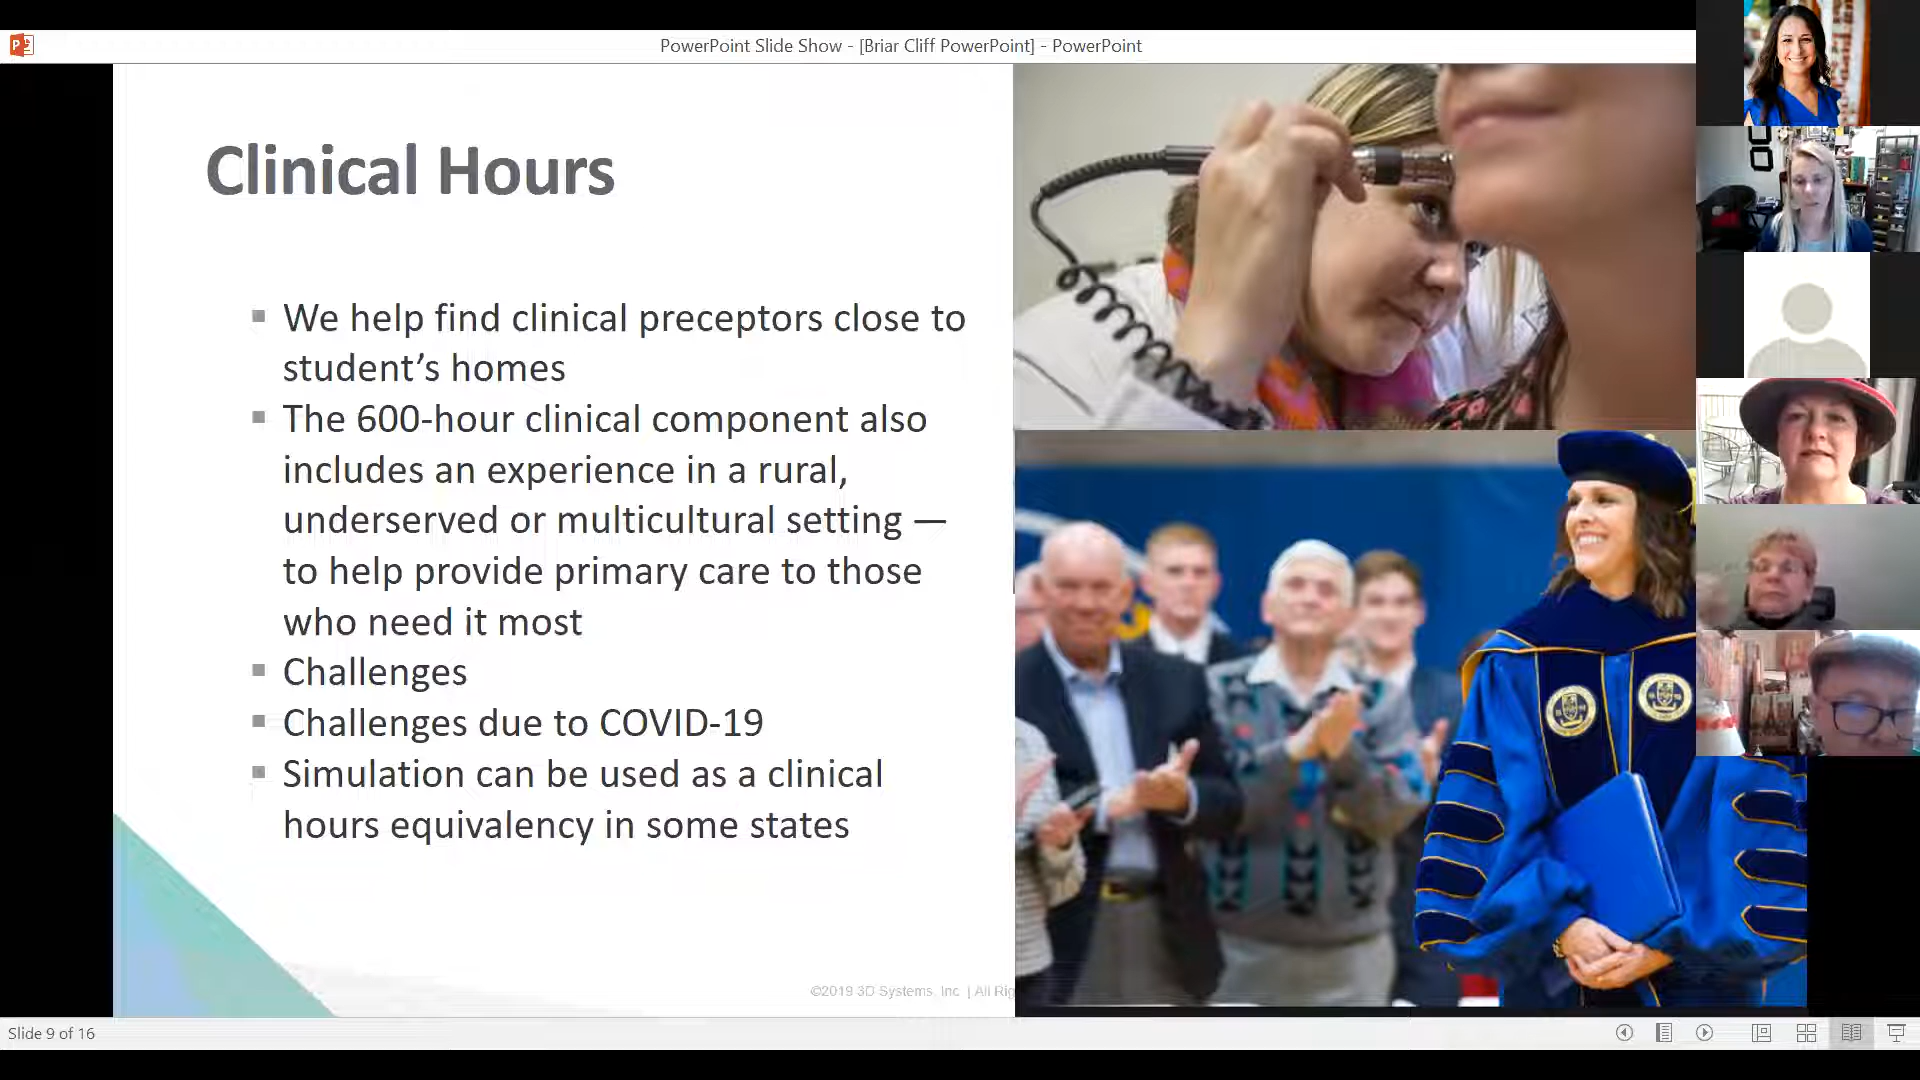 PowerPoint Slide Show - [Briar Cliff PowerPoint] - PowerPoint
Clinical Hours
We help find clinical preceptors close to
student’s homes
The 600-hour clinical component also
includes an experience in a rural,
underserved or multicultural setting —
to help provide primary care to those
who need it most
Challenges
Challenges due to COVID-19
Simulation can be used as a clinical
hours equivalency in some states
©2019 3D Systems, Inc. | All Rig
Slide 9 of 16